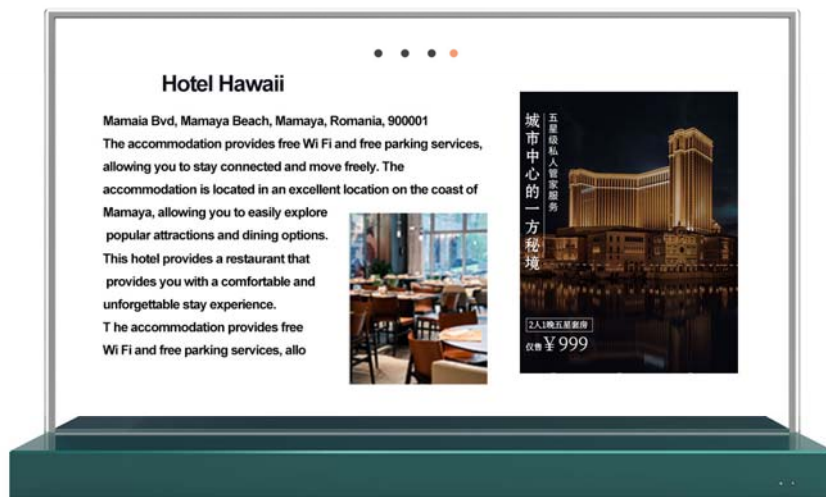 Hotel Hawaii
Mamaia Bvd, Mamaya Beach, Mamaya, Romania, 900001
The accommodation provides free Wi Fi and free parking services,
allowing you to stay connected and move freely. The
accommodation is located in an excellent location on the coast of
Mamaya, allowing you to easily explore
popular attractions and dining options.
This hotel provides a restaurant that
provides you with a comfortable and
unforgettable stay experience.
T he accommodation provides free
Wi Fi and free parking services, allo
五星级私人管家服务
城市中心的一方秘境
2人1晚五星套房
仅售¥999